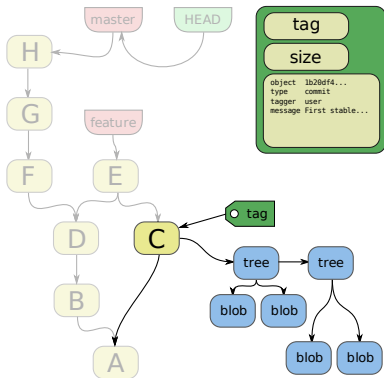 master
HEAD
tag
H
size
object 1b20df4...
type commit
tagger user
message First stable...
G
feature
F
E
tag
D
C
tree
tree
B
blob
blob
A
blob
blob